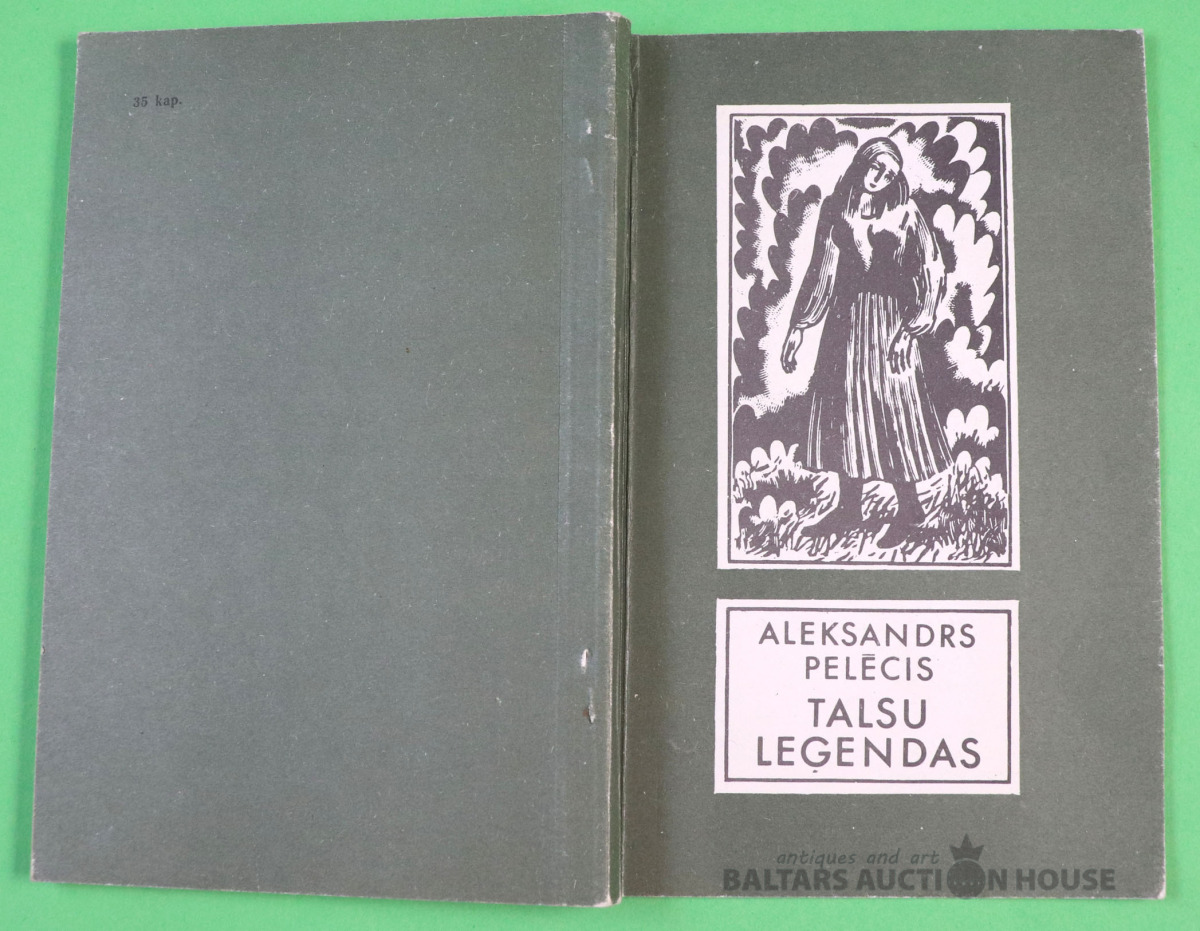 35 kap.
ALEKSANDRS
PELĒCIS
TALSU
LEĢENDAS
antiques and art
BALTARS AUCTION HOUSE